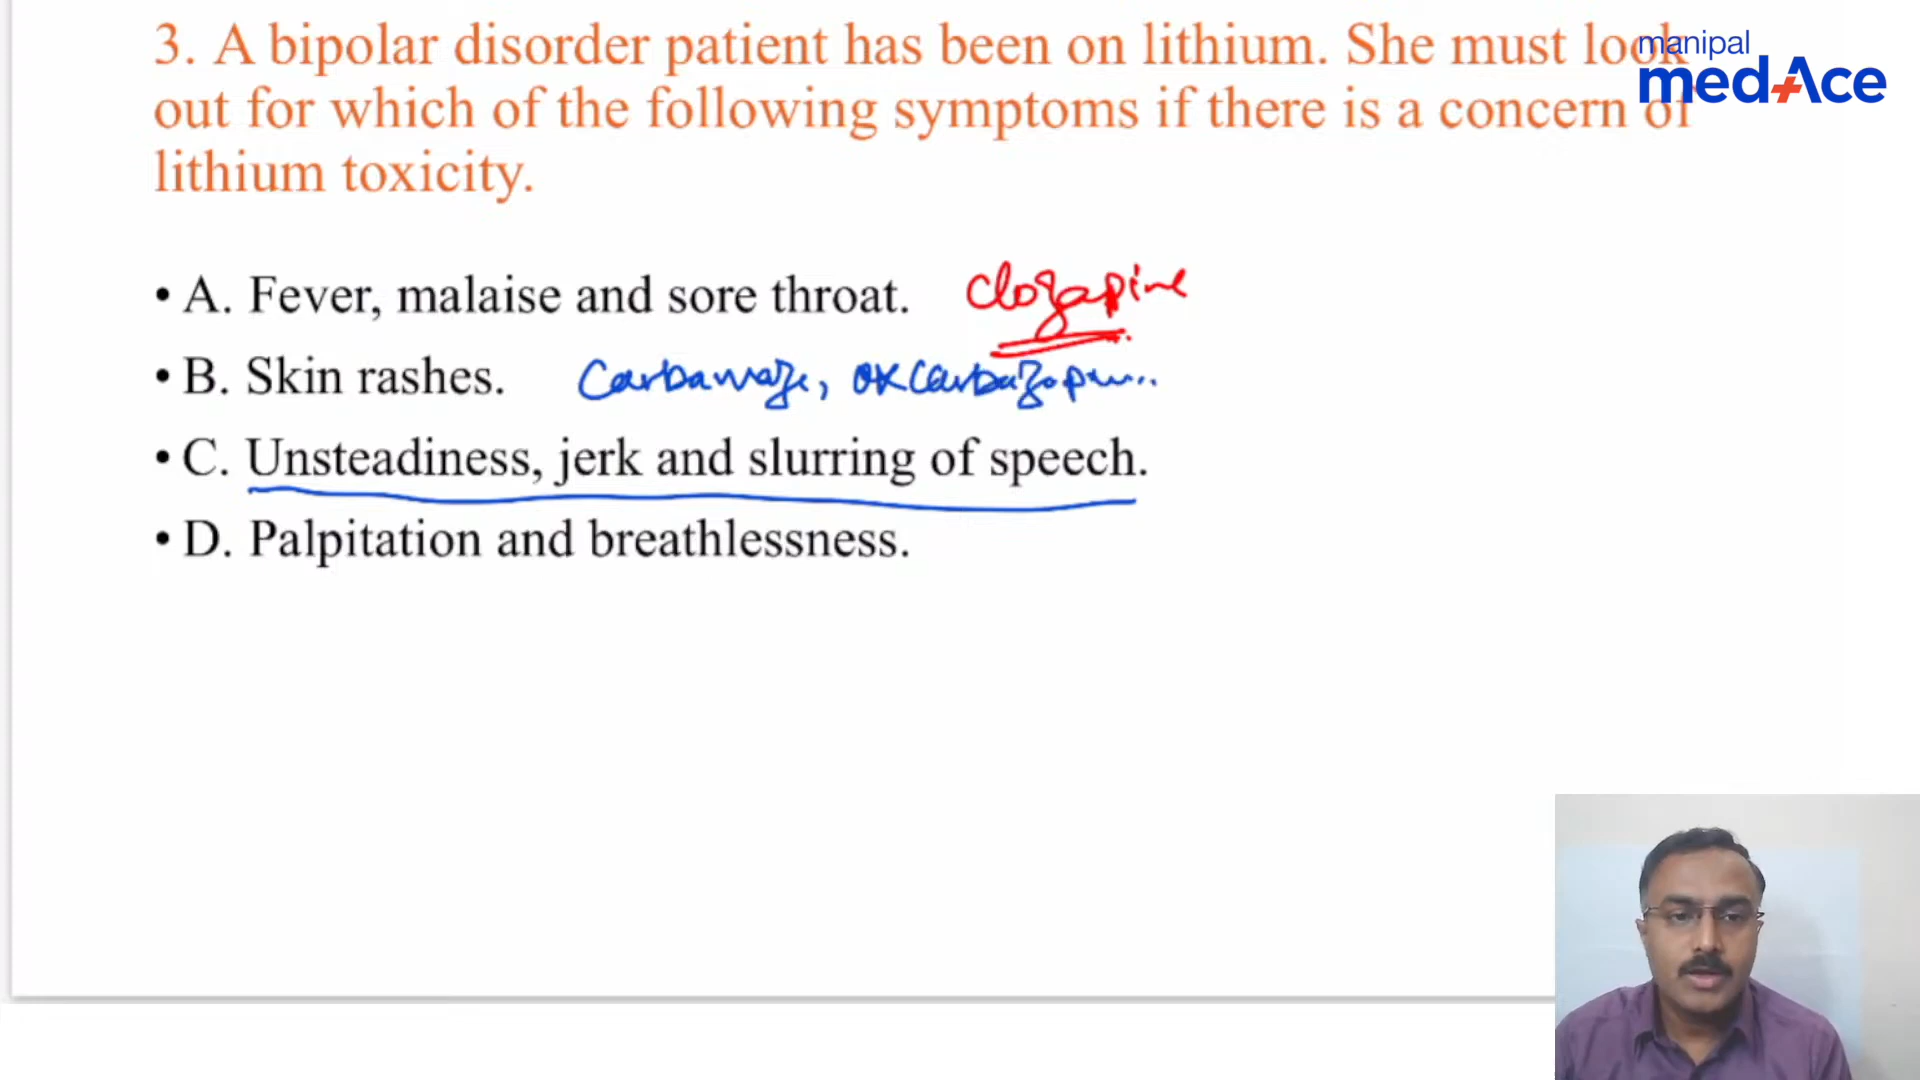 3. A bipolar disorder patient has been on lithium. She must look
manipal
out for which of the following symptoms if there is a concern of
medAce
lithium toxicity.
• A. Fever, malaise and sore throat. Clozapine
• B. Skin rashes.
• C. Unsteadiness, jerk and slurring of speech.
• D. Palpitation and breathlessness.